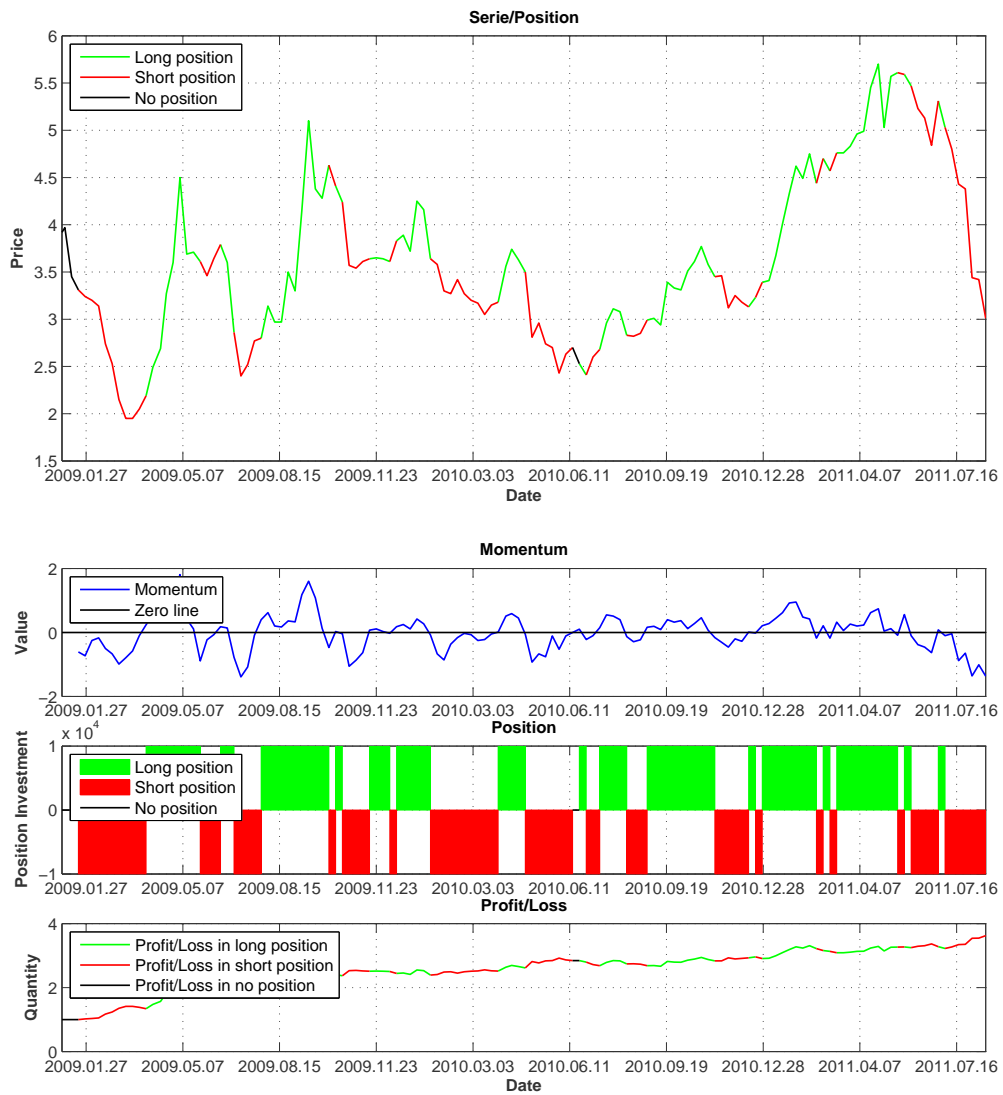 Serie/Position
6
5.5
5
4.5
4
3.5
3
2.5
2
1.5
Price
Long position
Short position
No position
2009.01.27 2009.05.07 2009.08.15 2009.11.23 2010.03.03 2010.06.11 2010.09.19 2010.12.28 2011.04.07 2011.07.16
Date
Momentum
2
0
−2
Value
Momentum
Zero line
2009.01.27 2009.05.07 2009.08.15 2009.11.23 2010.03.03 2010.06.11 2010.09.19 2010.12.28 2011.04.07 2011.07.16
x 10^4
Position
1
0
−1
Position Investment
Long position
Short position
No position
2009.01.27 2009.05.07 2009.08.15 2009.11.23 2010.03.03 2010.06.11 2010.09.19 2010.12.28 2011.04.07 2011.07.16
Profit/Loss
4
2
0
Quantity
Profit/Loss in long position
Profit/Loss in short position
Profit/Loss in no position
2009.01.27 2009.05.07 2009.08.15 2009.11.23 2010.03.03 2010.06.11 2010.09.19 2010.12.28 2011.04.07 2011.07.16
Date